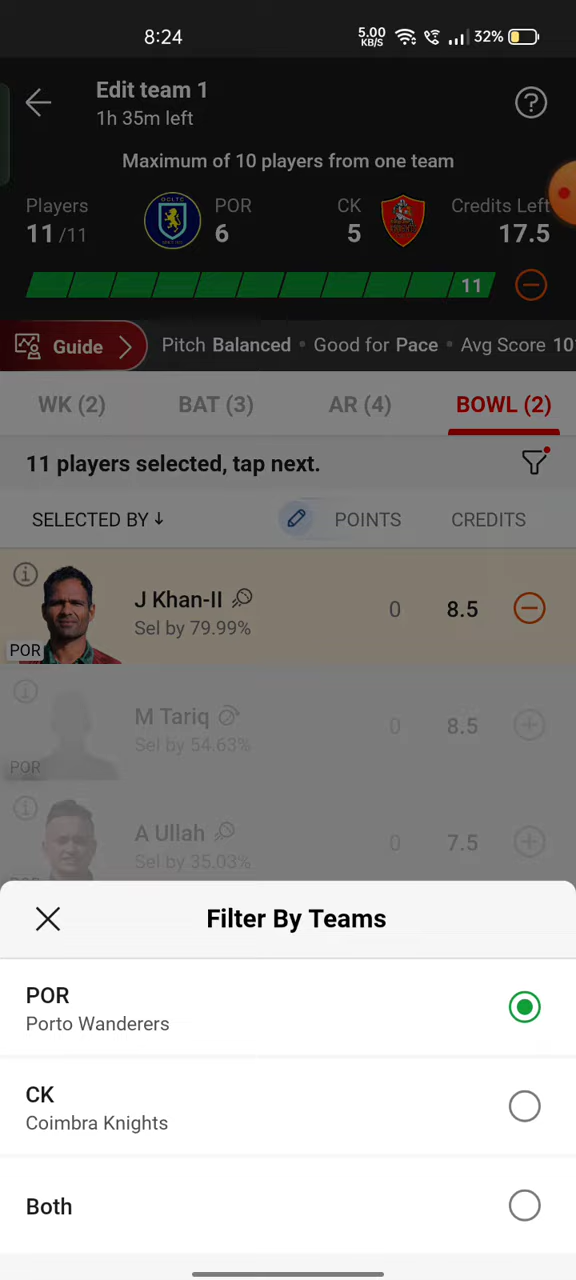 8:24
5.00 KB/S
32%
Edit team 1
1h 35m left
Maximum of 10 players from one team
Players
11/11
POR
6
CK
5
Credits Left
17.5
11
Guide
Pitch Balanced • Good for Pace • Avg Score 10
WK (2) BAT (3) AR (4) BOWL (2)
11 players selected, tap next.
SELECTED BY ↓ POINTS CREDITS
J Khan-II
Sel by 79.99%
0 8.5
POR
M Tariq
Sel by 54.63%
0 8.5
POR
A Ullah
Sel by 35.03%
0 7.5
Filter By Teams
POR
Porto Wanderers
CK
Coimbra Knights
Both